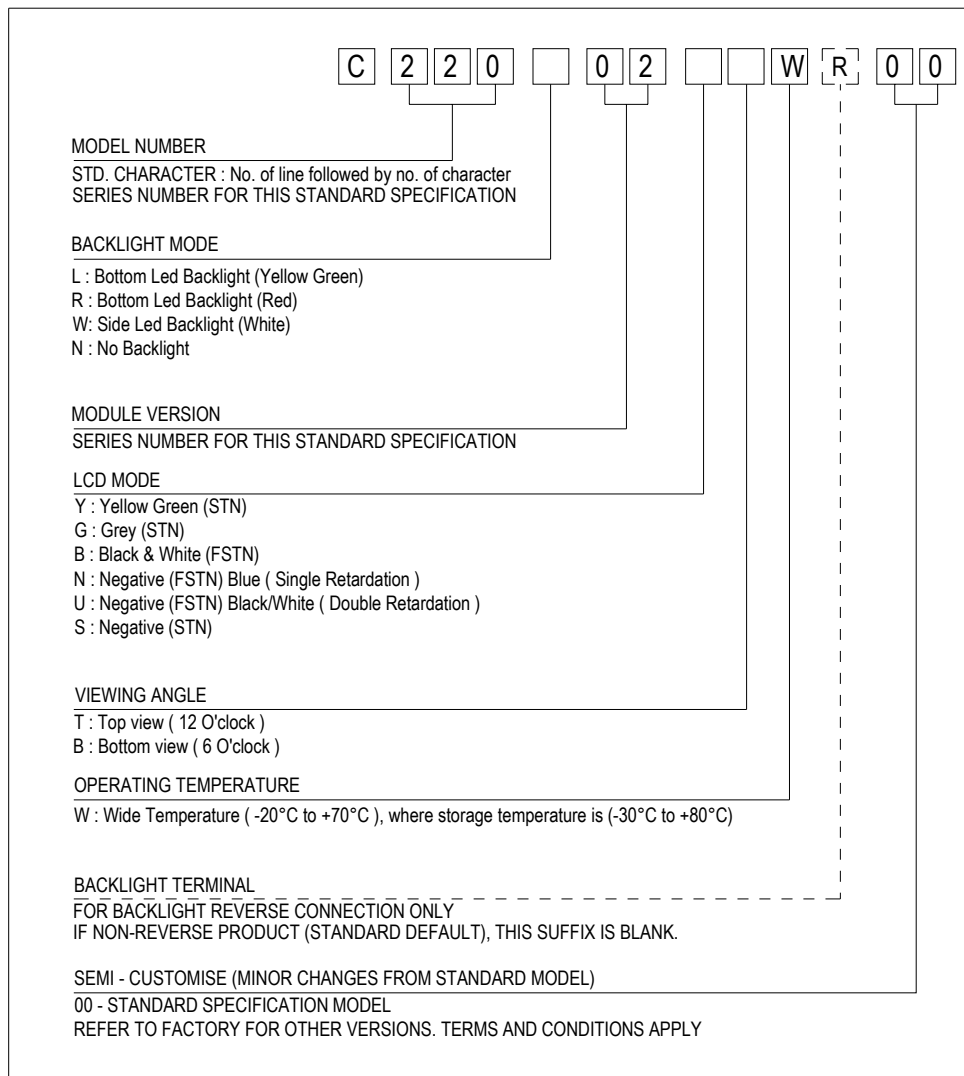 C 2 2 0 0 2 W R 0 0
MODEL NUMBER
STD. CHARACTER : No. of line followed by no. of character
SERIES NUMBER FOR THIS STANDARD SPECIFICATION
BACKLIGHT MODE
L : Bottom Led Backlight (Yellow Green)
R : Bottom Led Backlight (Red)
W: Side Led Backlight (White)
N : No Backlight
MODULE VERSION
SERIES NUMBER FOR THIS STANDARD SPECIFICATION
LCD MODE
Y : Yellow Green (STN)
G : Grey (STN)
B : Black & White (FSTN)
N : Negative (FSTN) Blue ( Single Retardation )
U : Negative (FSTN) Black/White ( Double Retardation )
S : Negative (STN)
VIEWING ANGLE
T : Top view ( 12 O'clock )
B : Bottom view ( 6 O'clock )
OPERATING TEMPERATURE
W : Wide Temperature ( -20°C to +70°C ), where storage temperature is (-30°C to +80°C)
BACKLIGHT TERMINAL
FOR BACKLIGHT REVERSE CONNECTION ONLY
IF NON-REVERSE PRODUCT (STANDARD DEFAULT), THIS SUFFIX IS BLANK.
SEMI - CUSTOMISE (MINOR CHANGES FROM STANDARD MODEL)
00 - STANDARD SPECIFICATION MODEL
REFER TO FACTORY FOR OTHER VERSIONS. TERMS AND CONDITIONS APPLY